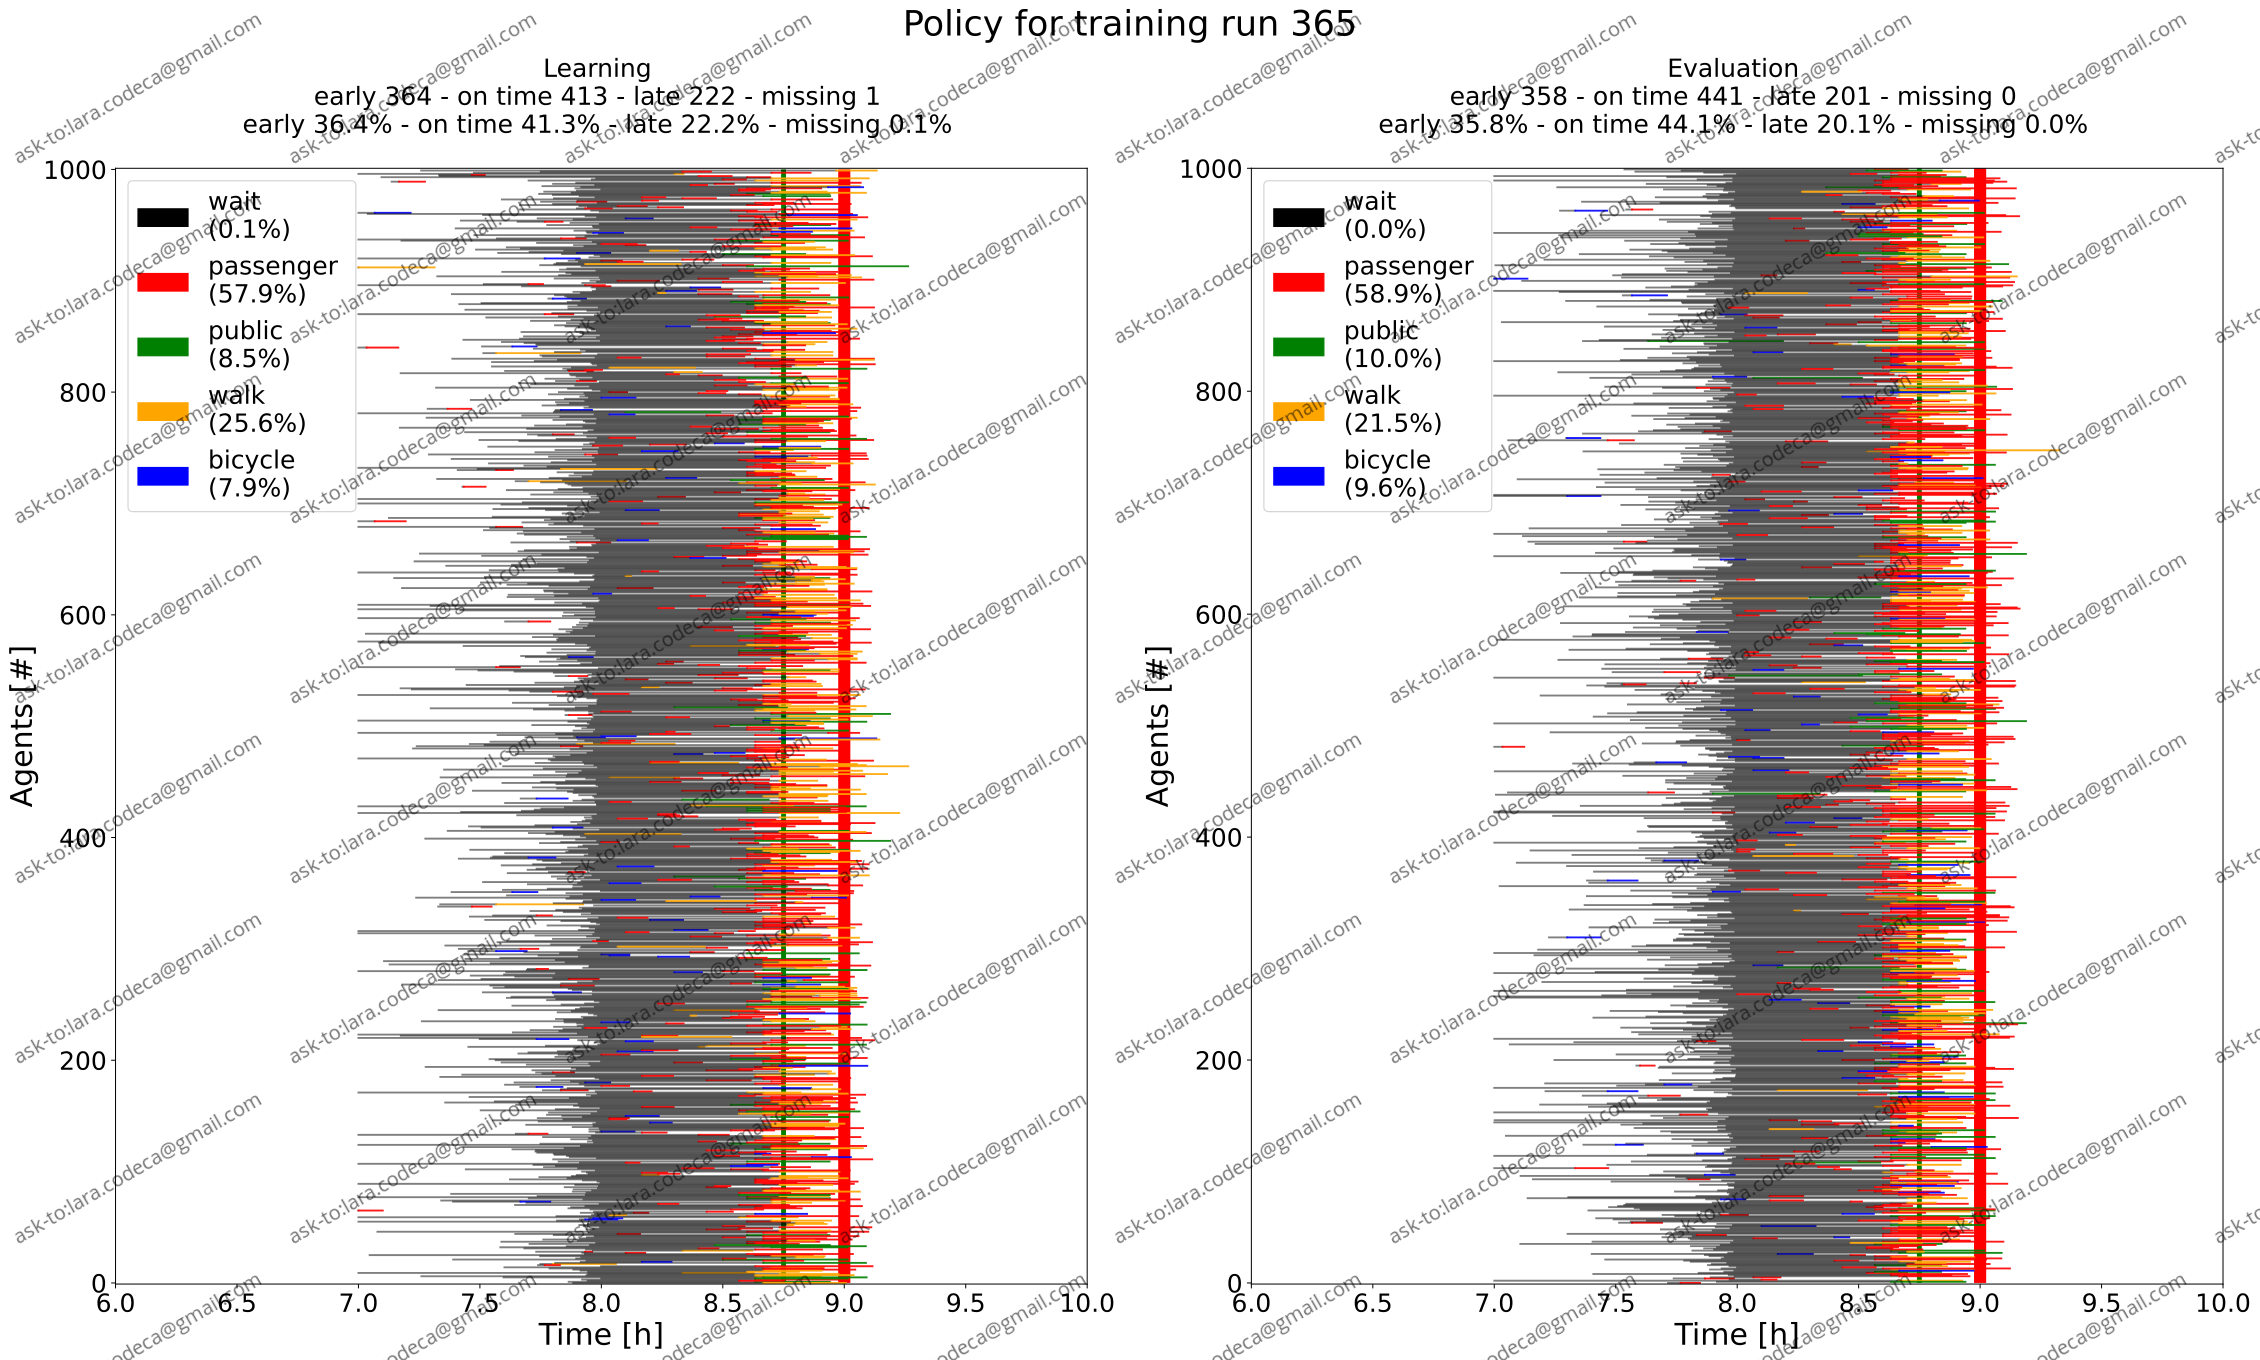 Policy for training run 365
Learning
early 364 - on time 413 - late 222 - missing 1
early 36.4% - on time 41.3% - late 22.2% - missing 0.1%
1000
800
600
400
200
0
Agents [#]
wait
(0.1%)
passenger
(57.9%)
public
(8.5%)
walk
(25.6%)
bicycle
(7.9%)
6.0 6.5 7.0 7.5 8.0 8.5 9.0 9.5 10.0
Time [h]
Evaluation
early 358 - on time 441 - late 201 - missing 0
early 35.8% - on time 44.1% - late 20.1% - missing 0.0%
1000
800
600
400
200
0
Agents [#]
wait
(0.0%)
passenger
(58.9%)
public
(10.0%)
walk
(21.5%)
bicycle
(9.6%)
6.0 6.5 7.0 7.5 8.0 8.5 9.0 9.5 10.0
Time [h]
ask-to:lara.codeca@gmail.com